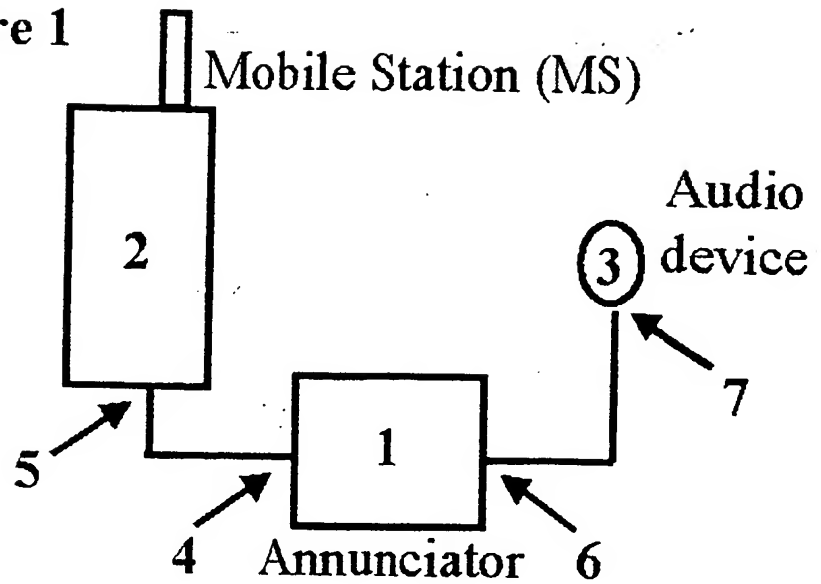 re 1
Mobile Station (MS)
Audio
device
2
3
7
1
5
4
Annunciator
6